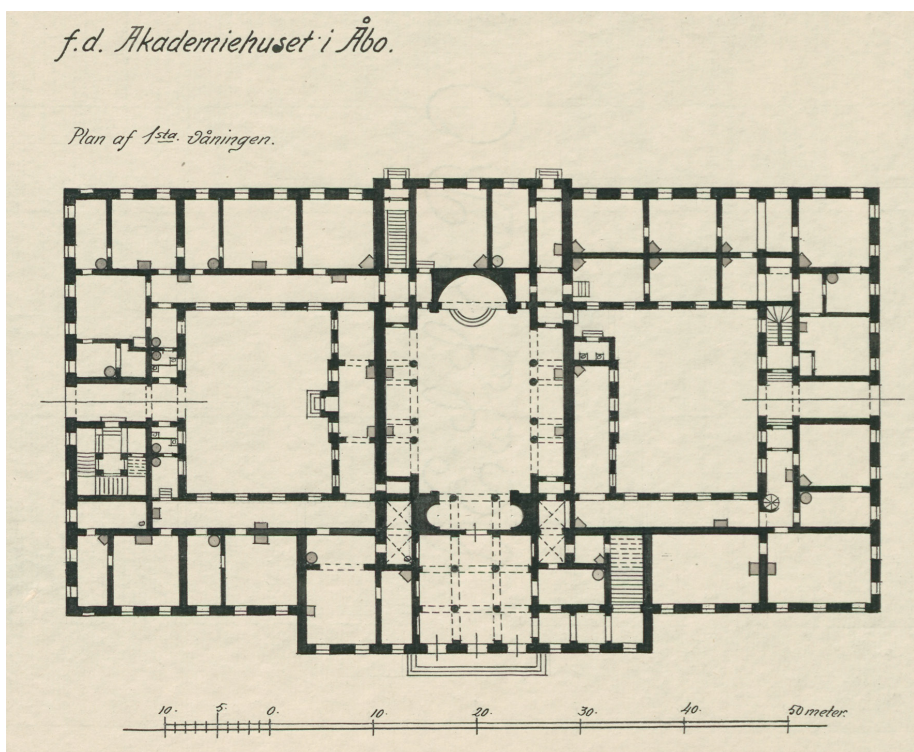 f.d. Akademiehuset i Åbo.
Plan af 1sta. våningen.
10. 5. 0. 10. 20. 30. 40. 50 meter.